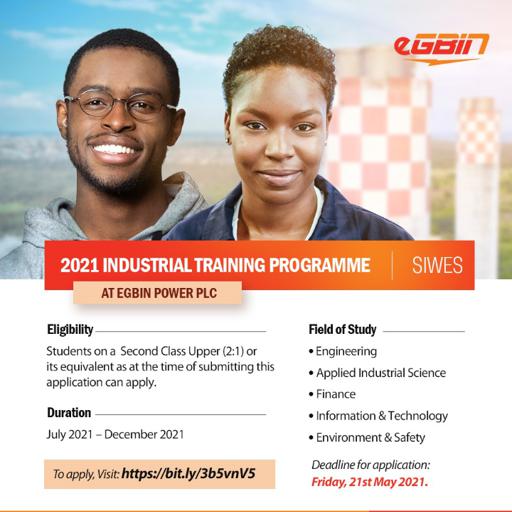 eGBIN
2021 INDUSTRIAL TRAINING PROGRAMME | SIWES
AT EGBIN POWER PLC
Eligibility
Students on a Second Class Upper (2:1) or
its equivalent as at the time of submitting this
application can apply.
Duration
July 2021 – December 2021
To apply, Visit: https://bit.ly/3b5vnV5
Field of Study
• Engineering
• Applied Industrial Science
• Finance
• Information & Technology
• Environment & Safety
Deadline for application:
Friday, 21st May 2021.